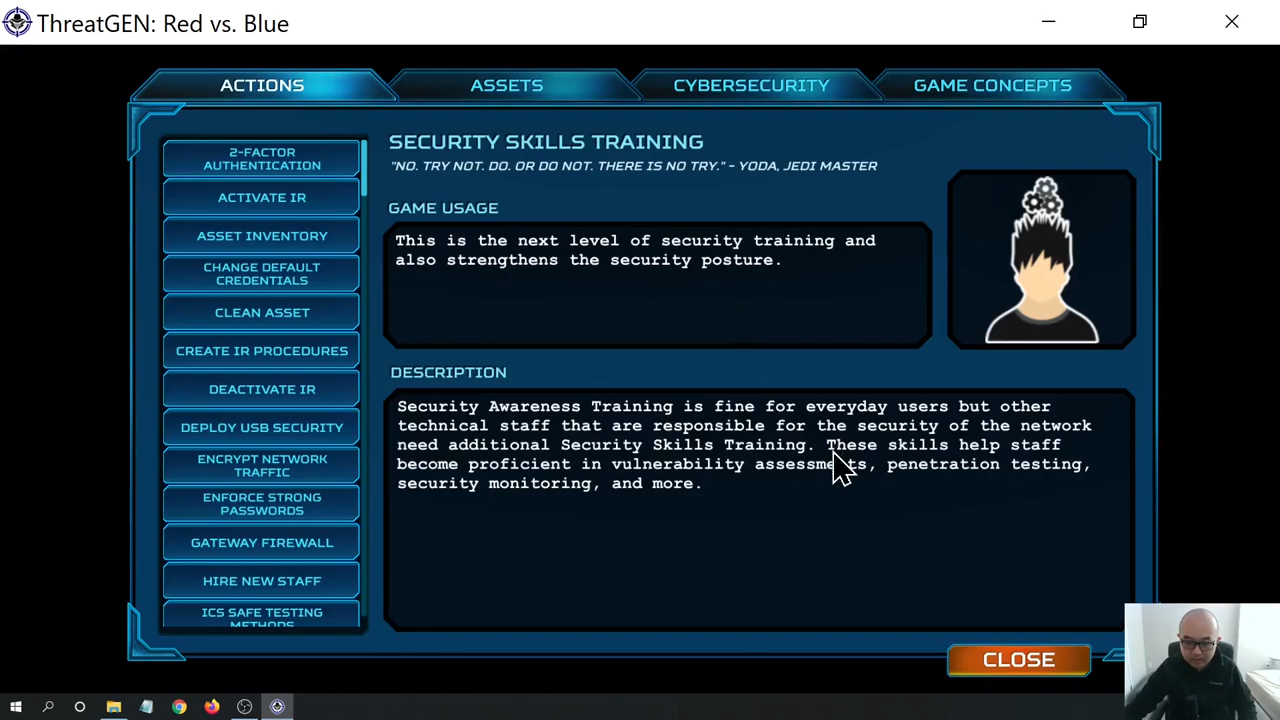 ThreatGEN: Red vs. Blue
ACTIONS
ASSETS
CYBERSECURITY
GAME CONCEPTS
2-FACTOR
AUTHENTICATION
ACTIVATE IR
ASSET INVENTORY
CHANGE DEFAULT
CREDENTIALS
CLEAN ASSET
CREATE IR PROCEDURES
DEACTIVATE IR
DEPLOY USB SECURITY
ENCRYPT NETWORK
TRAFFIC
ENFORCE STRONG
PASSWORDS
GATEWAY FIREWALL
HIRE NEW STAFF
ICS SAFE TESTING
METHODS
SECURITY SKILLS TRAINING
"NO. TRY NOT. DO. OR DO NOT. THERE IS NO TRY." - YODA, JEDI MASTER
GAME USAGE
This is the next level of security training and
also strengthens the security posture.
DESCRIPTION
Security Awareness Training is fine for everyday users but other
technical staff that are responsible for the security of the network
need additional Security Skills Training. These skills help staff
become proficient in vulnerability assessments, penetration testing,
security monitoring, and more.
CLOSE